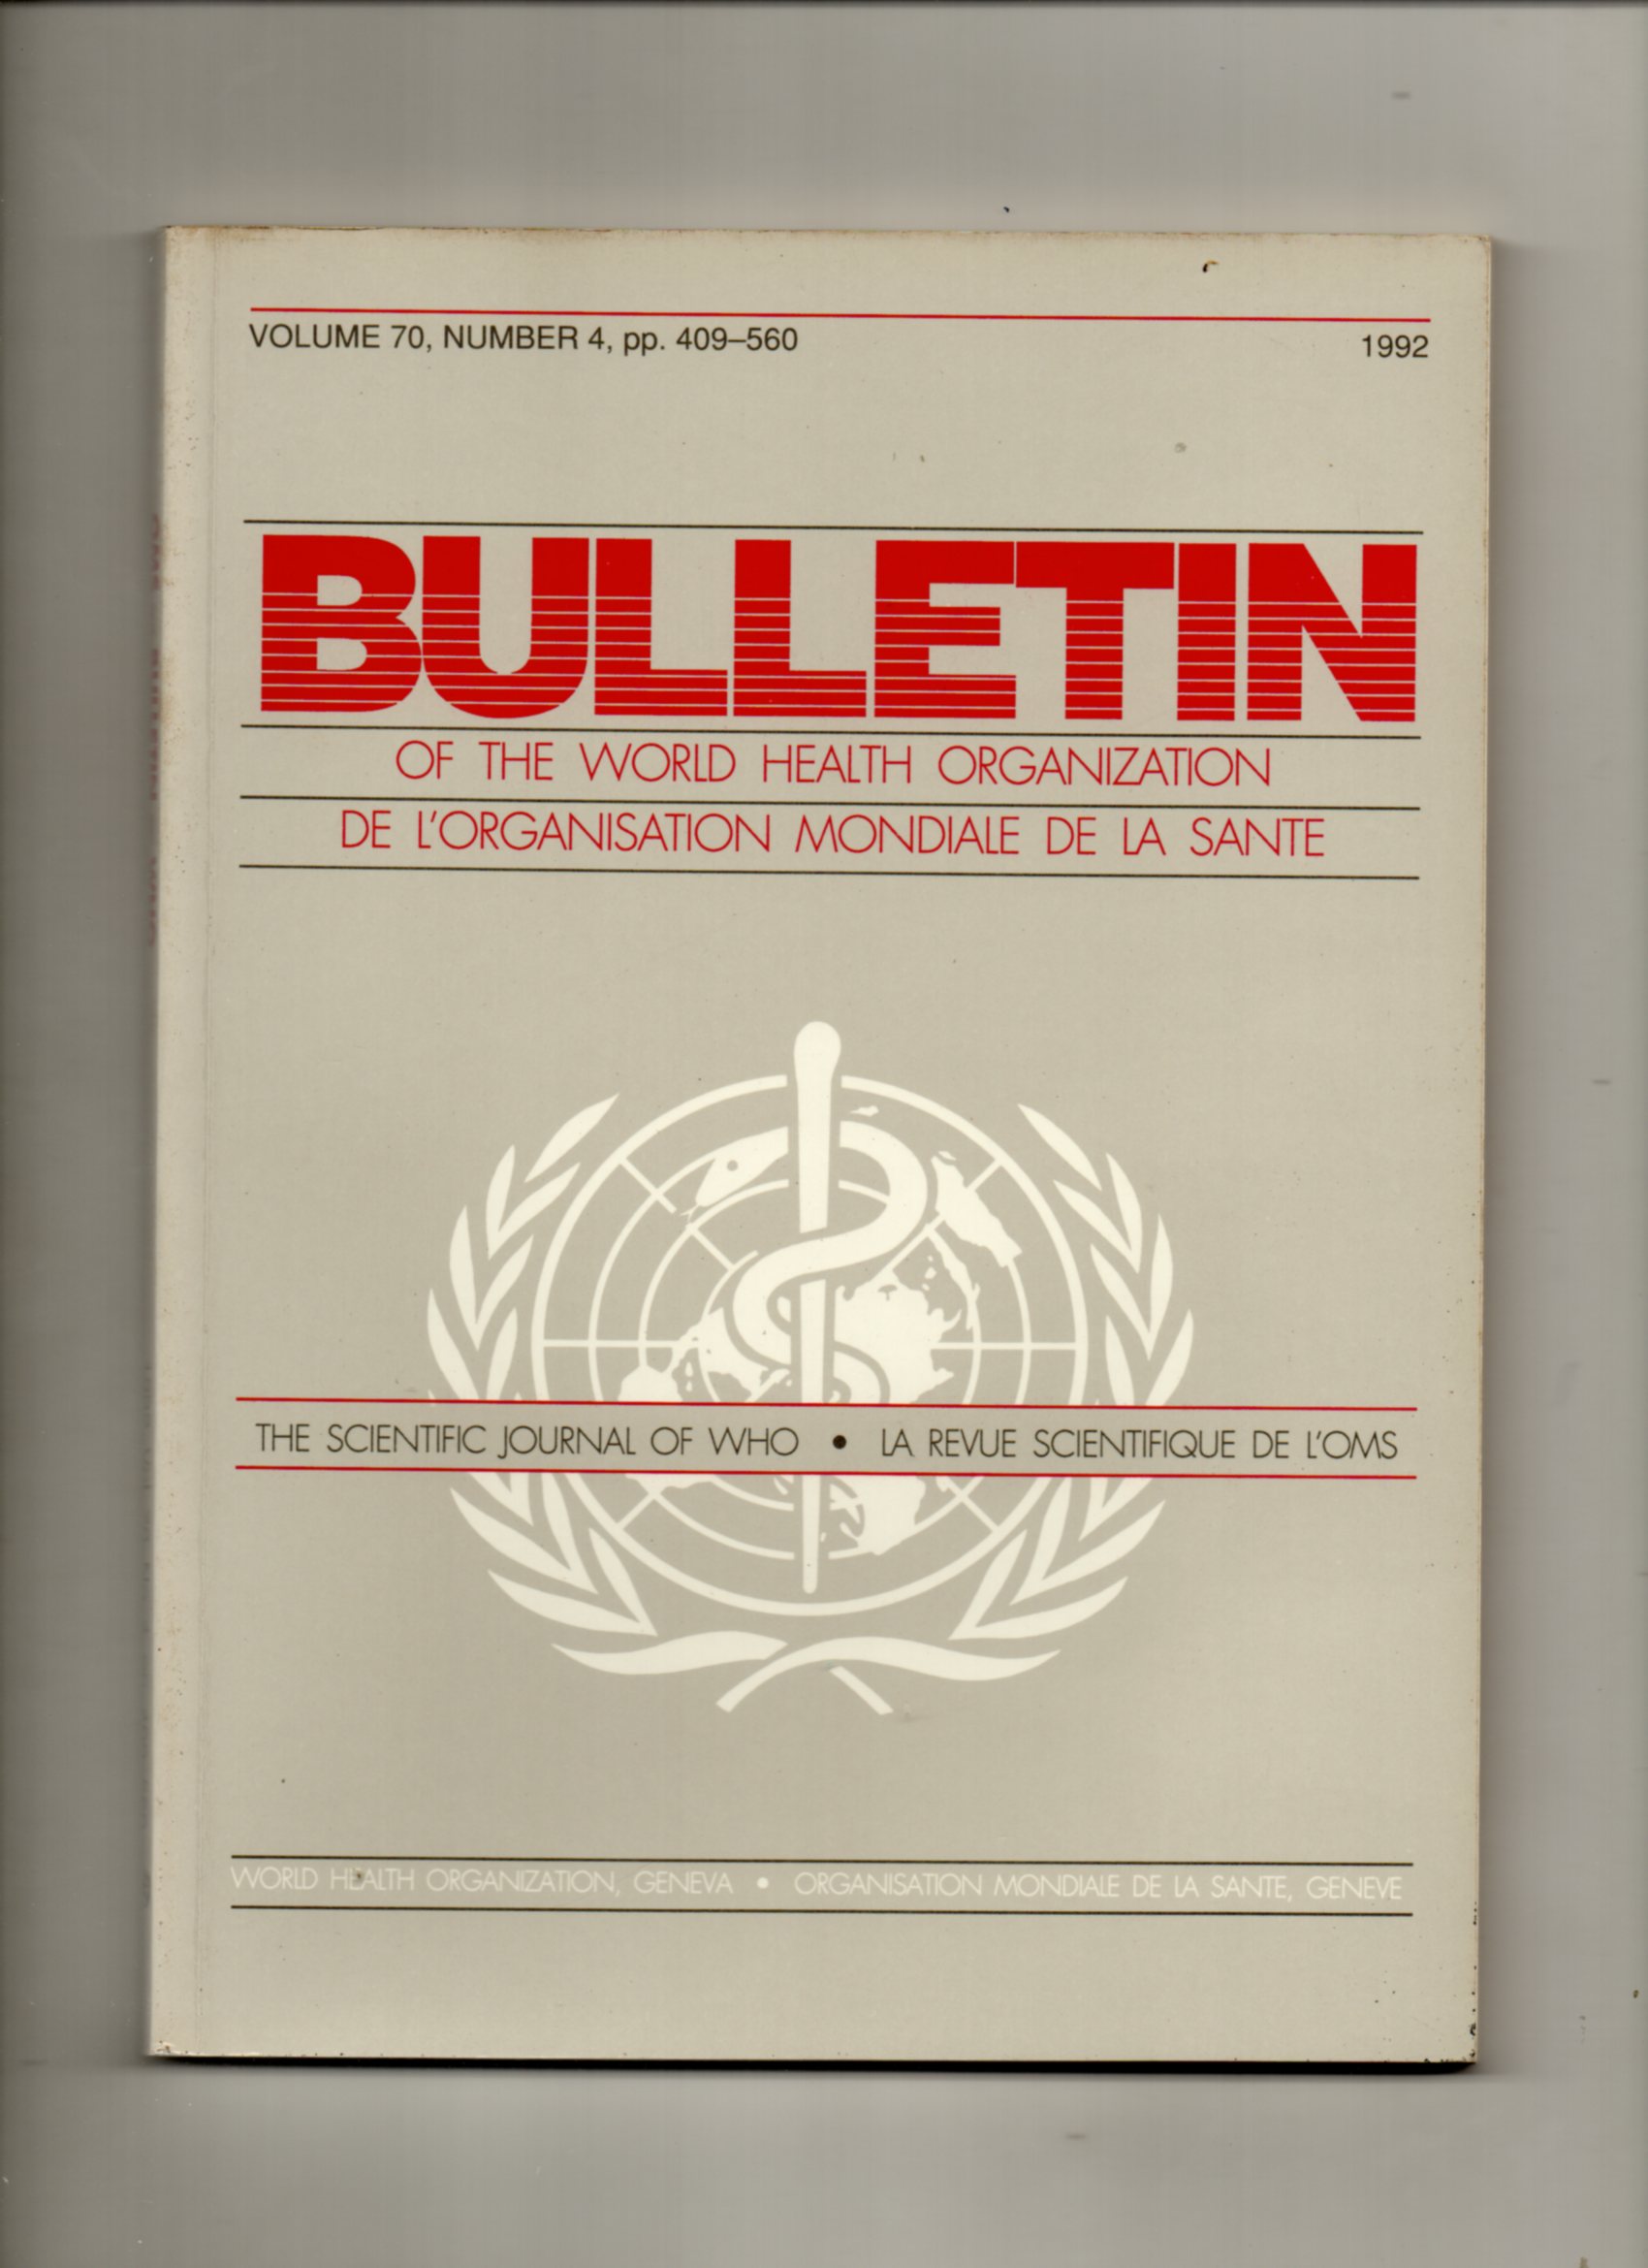 VOLUME 70, NUMBER 4, pp. 409–560
1992
BULLETIN
OF THE WORLD HEALTH ORGANIZATION
DE L'ORGANISATION MONDIALE DE LA SANTE
THE SCIENTIFIC JOURNAL OF WHO • LA REVUE SCIENTIFIQUE DE L'OMS
WORLD HEALTH ORGANIZATION, GENEVA • ORGANISATION MONDIALE DE LA SANTE, GENEVE